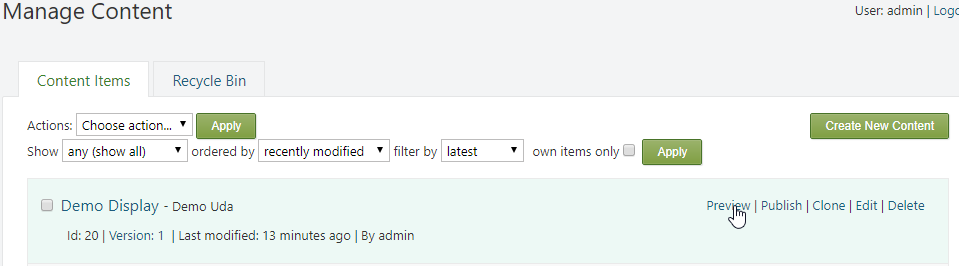 Manage Content
User: admin | Logo
Content Items
Recycle Bin
Actions: Choose action... Apply
Create New Content
Show any (show all) ordered by recently modified filter by latest own items only Apply
Demo Display - Demo Uda
Preview | Publish | Clone | Edit | Delete
Id: 20 | Version: 1 | Last modified: 13 minutes ago | By admin